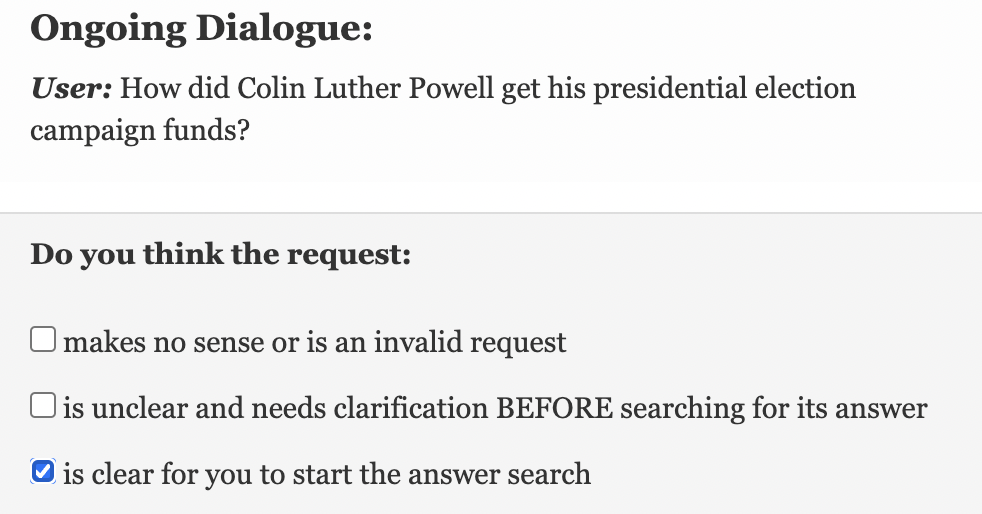 Ongoing Dialogue:
User: How did Colin Luther Powell get his presidential election
campaign funds?
Do you think the request:
makes no sense or is an invalid request
is unclear and needs clarification BEFORE searching for its answer
is clear for you to start the answer search